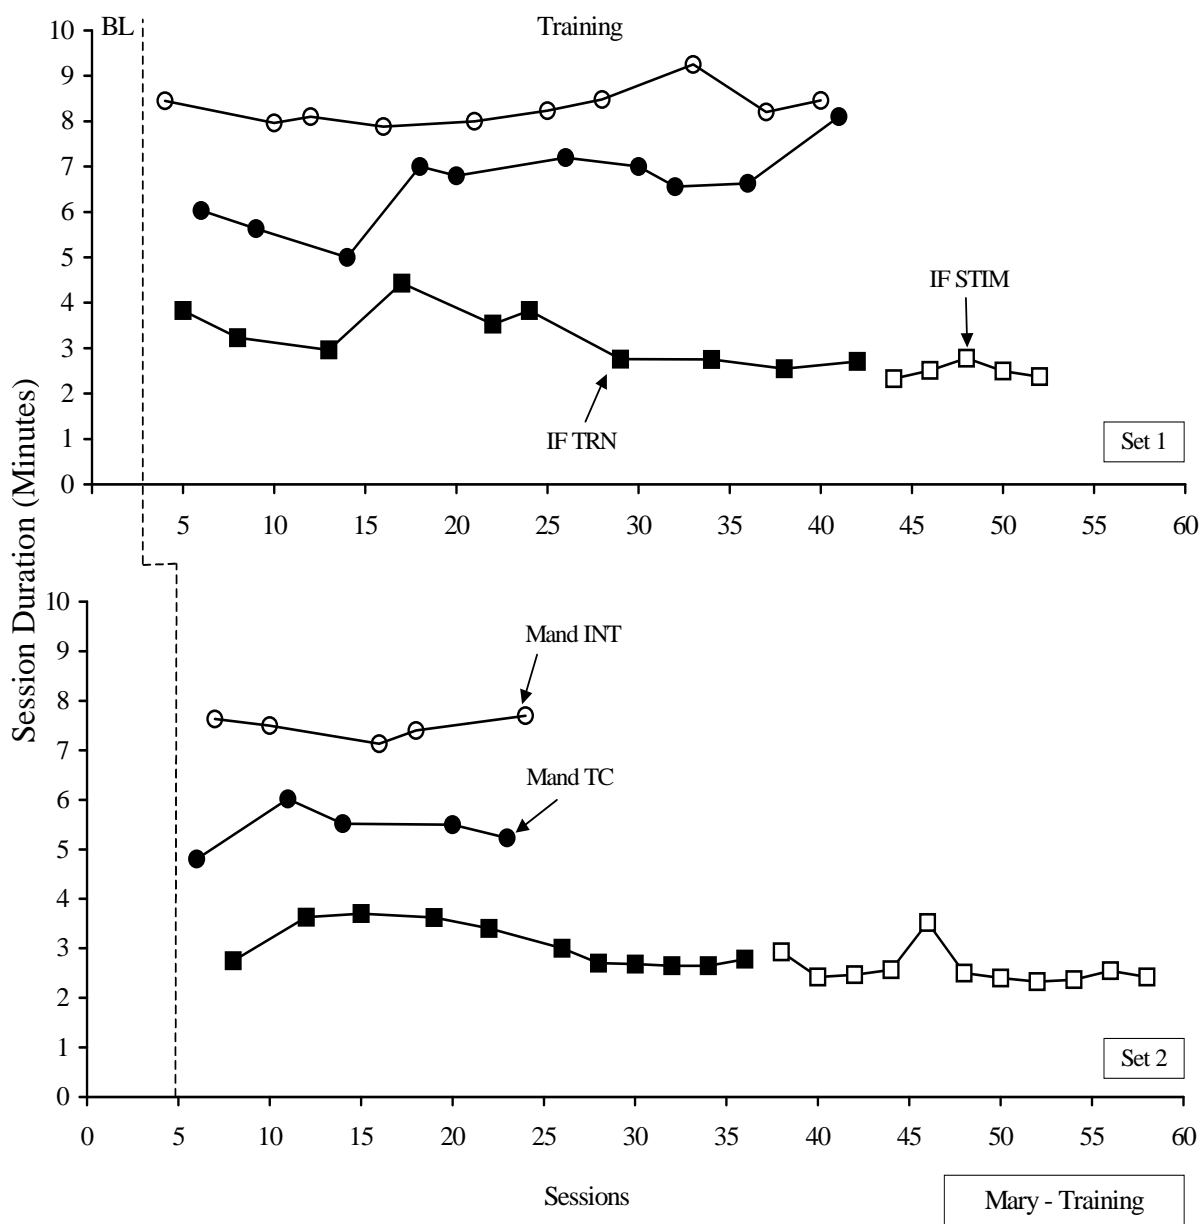 BL
Training
10
9
8
7
6
5
4
3
2
1
0
IF STIM
IF TRN
Set 1
5 10 15 20 25 30 35 40 45 50 55 60
Session Duration (Minutes)
10
9
8
7
6
5
4
3
2
1
0
Mand INT
Mand TC
Set 2
0 5 10 15 20 25 30 35 40 45 50 55 60
Sessions
Mary - Training